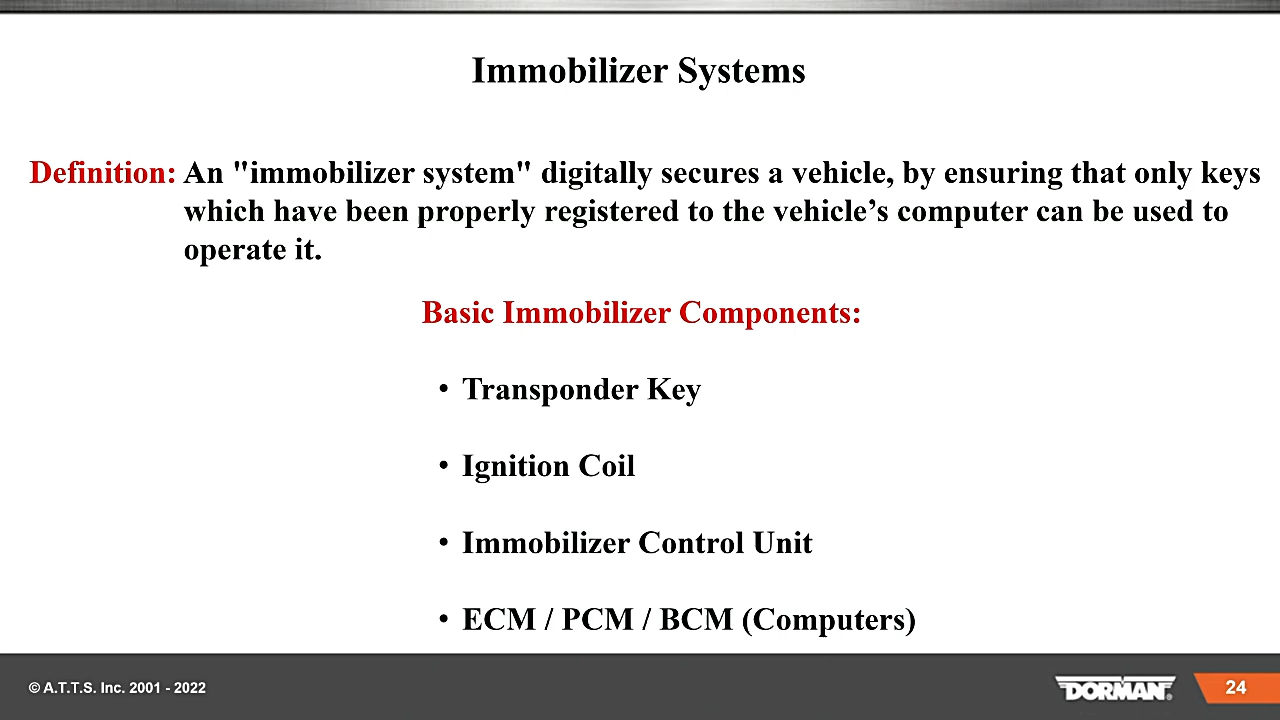 Immobilizer Systems
Definition: An "immobilizer system" digitally secures a vehicle, by ensuring that only keys
which have been properly registered to the vehicle’s computer can be used to
operate it.
Basic Immobilizer Components:
• Transponder Key
• Ignition Coil
• Immobilizer Control Unit
• ECM / PCM / BCM (Computers)
© A.T.T.S. Inc. 2001 - 2022
DORMAN®
24